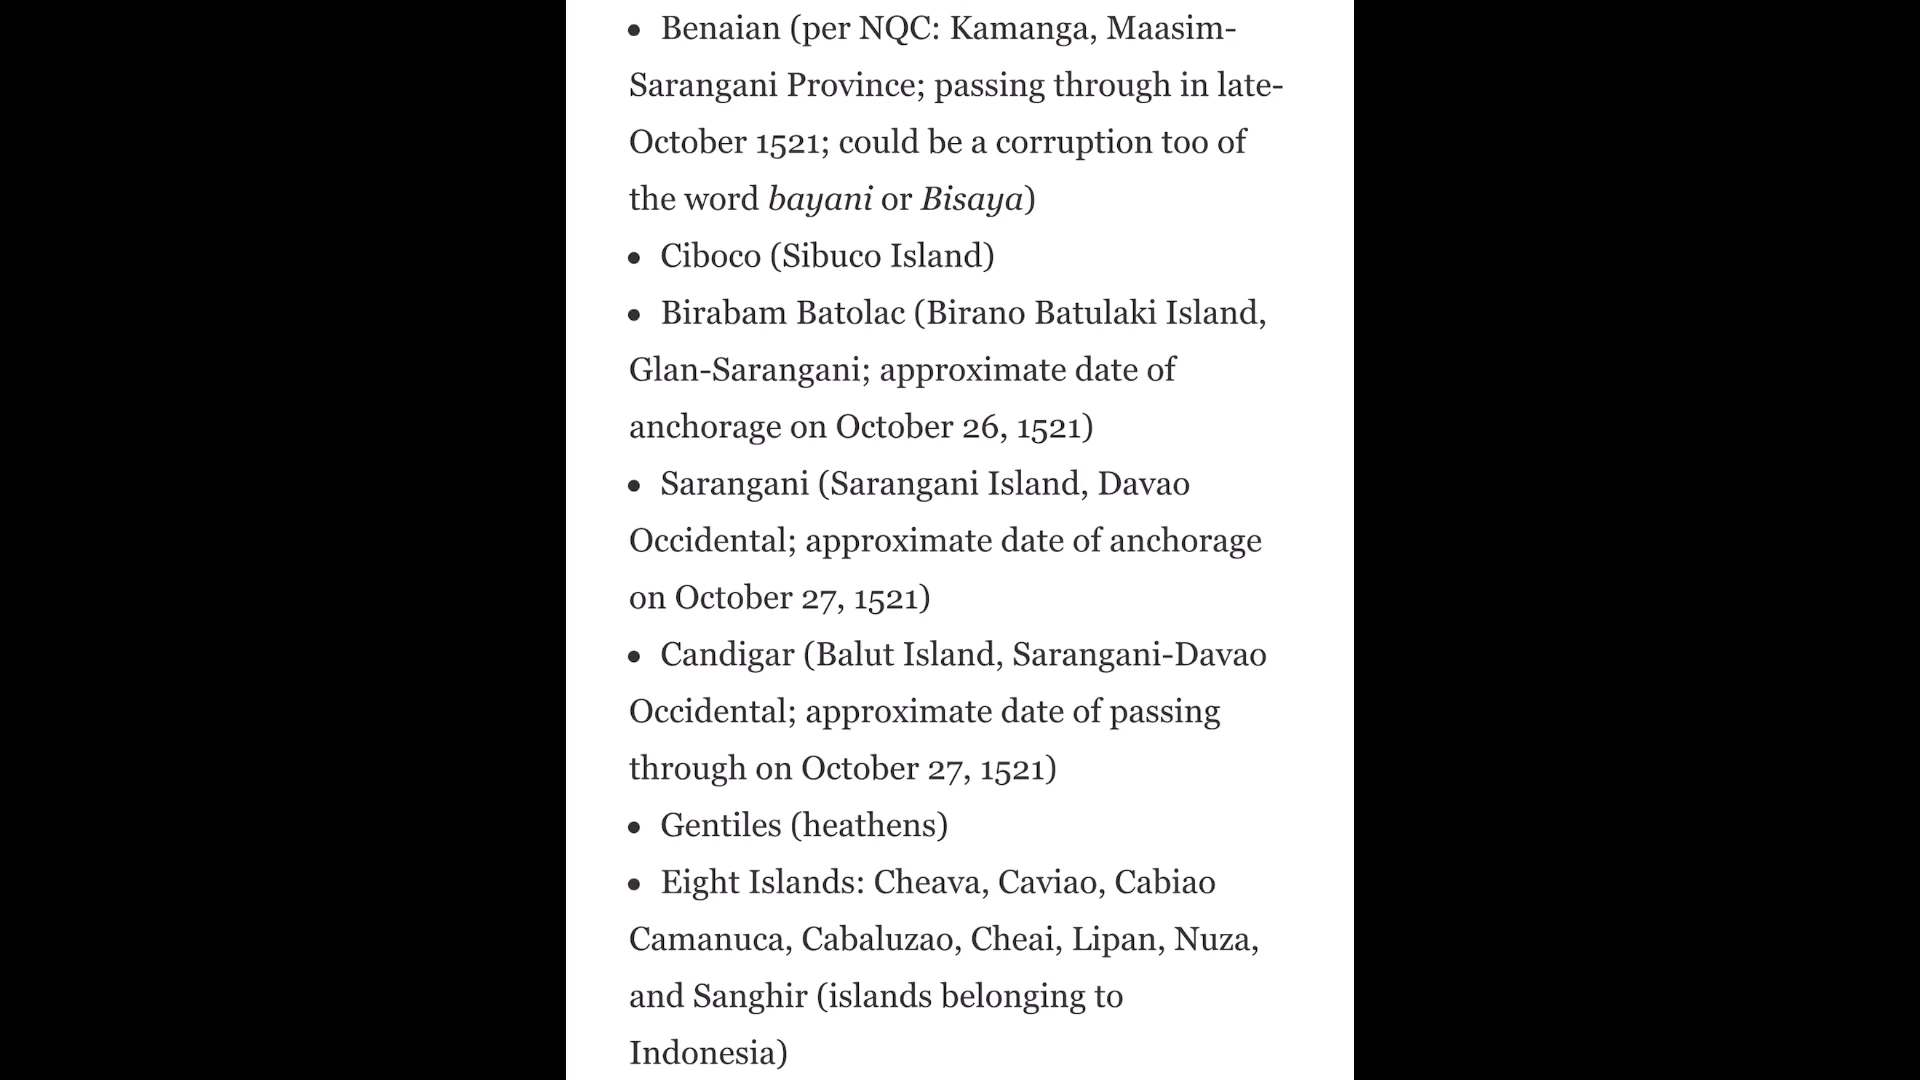 • Benaian (per NQC: Kamanga, Maasim-
Sarangani Province; passing through in late-
October 1521; could be a corruption too of
the word bayani or Bisaya)
• Ciboco (Sibuco Island)
• Birabam Batolac (Birano Batulaki Island,
Glan-Sarangani; approximate date of
anchorage on October 26, 1521)
• Sarangani (Sarangani Island, Davao
Occidental; approximate date of anchorage
on October 27, 1521)
• Candigar (Balut Island, Sarangani-Davao
Occidental; approximate date of passing
through on October 27, 1521)
• Gentiles (heathens)
• Eight Islands: Cheava, Caviao, Cabiao
Camanuca, Cabaluzao, Cheai, Lipan, Nuza,
and Sanghir (islands belonging to
Indonesia)